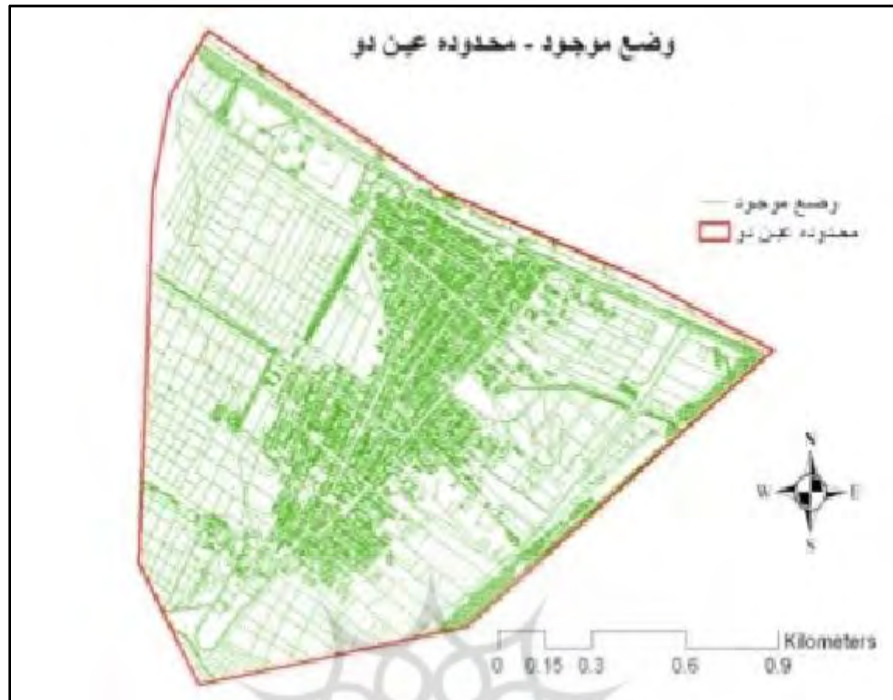 وضع موجود - محدوده عین دو
وضع موجود
محدوده عین دو
N
W E
S
Kilometers
0 0.15 0.3 0.6 0.9